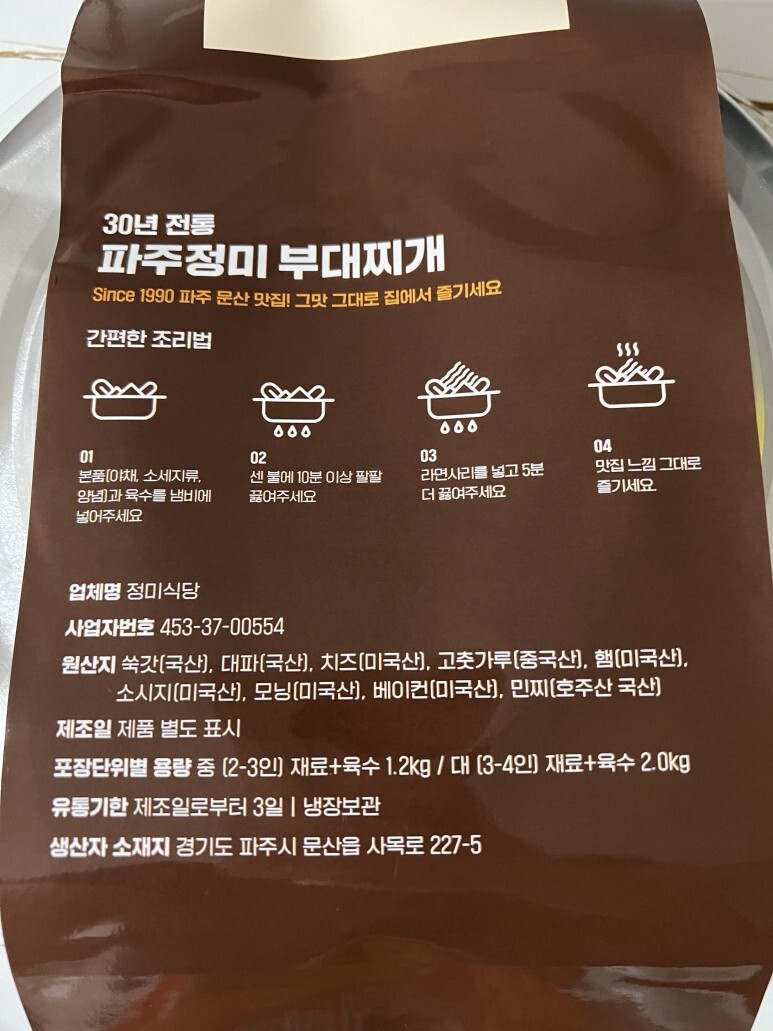 30년 전통
파주정미 부대찌개
Since 1990 파주 문산 맛집! 그맛 그대로 집에서 즐기세요
간편한 조리법
01
본품(야채, 소세지류,
양념)과 육수를 냄비에
넣어주세요
02
센 불에 10분 이상 팔팔
끓여주세요
03
라면사리를 넣고 5분
더 끓여주세요
04
맛집 느낌 그대로
즐기세요.
업체명 정미식당
사업자번호 453-37-00554
원산지 쑥갓(국산), 대파(국산), 치즈(미국산), 고춧가루(중국산), 햄(미국산),
소시지(미국산), 모닝(미국산), 베이컨(미국산), 민찌(호주산 국산)
제조일 제품 별도 표시
포장단위별 용량 중 (2-3인) 재료+육수 1.2kg / 대 (3-4인) 재료+육수 2.0kg
유통기한 제조일로부터 3일 | 냉장보관
생산자 소재지 경기도 파주시 문산읍 사목로 227-5